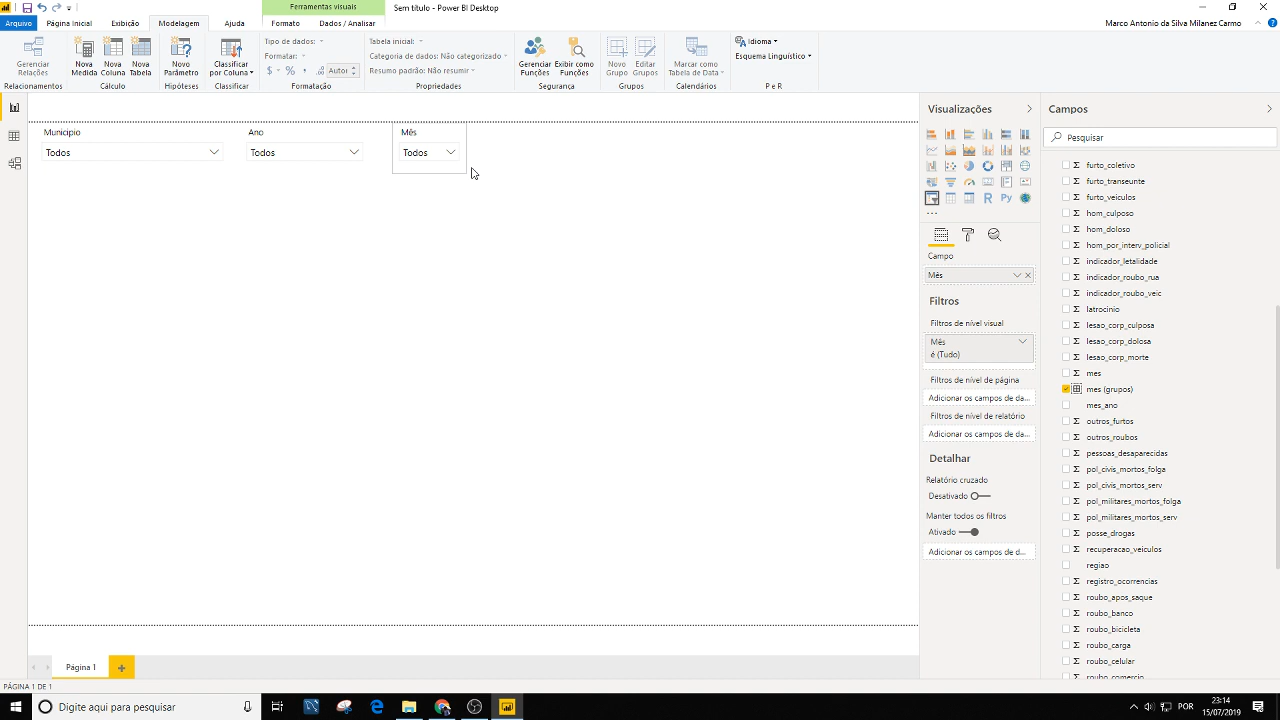 Ferramentas visuais
Sem título - Power BI Desktop
Arquivo
Página Inicial
Exibição
Modelagem
Ajuda
Formato
Dados / Analisar
Marco Antonio da Silva Milanez Carmo
Gerenciar Relações
Relacionamentos
Nova Medida
Nova Coluna
Nova Tabela
Cálculo
Novo Parâmetro
Hipóteses
Classificar por Coluna
Classificar
Tipo de dados:
Formatar:
$ % , .00 Autor
Formatação
Tabela inicial:
Categoria de dados: Não categorizado
Resumo padrão: Não resumir
Propriedades
Gerenciar Funções
Exibir como Funções
Segurança
Novo Grupo
Editar Grupos
Grupos
Marcar como Tabela de Data
Calendários
Idioma
Esquema Linguístico
P e R
Municipio
Todos
Ano
Todos
Mês
Todos
Visualizações
R
Py
Campo
Mês
Filtros
Filtros de nível visual
Mês
é (Tudo)
Filtros de nível de página
Adicionar os campos de da...
Filtros de nível de relatório
Adicionar os campos de da...
Detalhar
Relatório cruzado
Desativado
Manter todos os filtros
Ativado
Adicionar os campos de d...
Campos
Pesquisar
furto_coletivo
furto_transeunte
furto_veiculos
hom_culposo
hom_doloso
hom_por_interv_policial
indicador_letalidade
indicador_roubo_rua
indicador_roubo_veic
latrocinio
lesao_corp_culposa
lesao_corp_dolosa
lesao_corp_morte
mes
mes (grupos)
mes_ano
outros_furtos
outros_roubos
pessoas_desaparecidas
pol_civis_mortos_folga
pol_civis_mortos_serv
pol_militares_mortos_folga
pol_militares_mortos_serv
posse_drogas
recuperacao_veiculos
regiao
registro_ocorrencias
roubo_apos_saque
roubo_banco
roubo_bicicleta
roubo_carga
roubo_celular
roubo_comercio
Página 1
PÁGINA 1 DE 1
Digite aqui para pesquisar
POR
23:14
15/07/2019